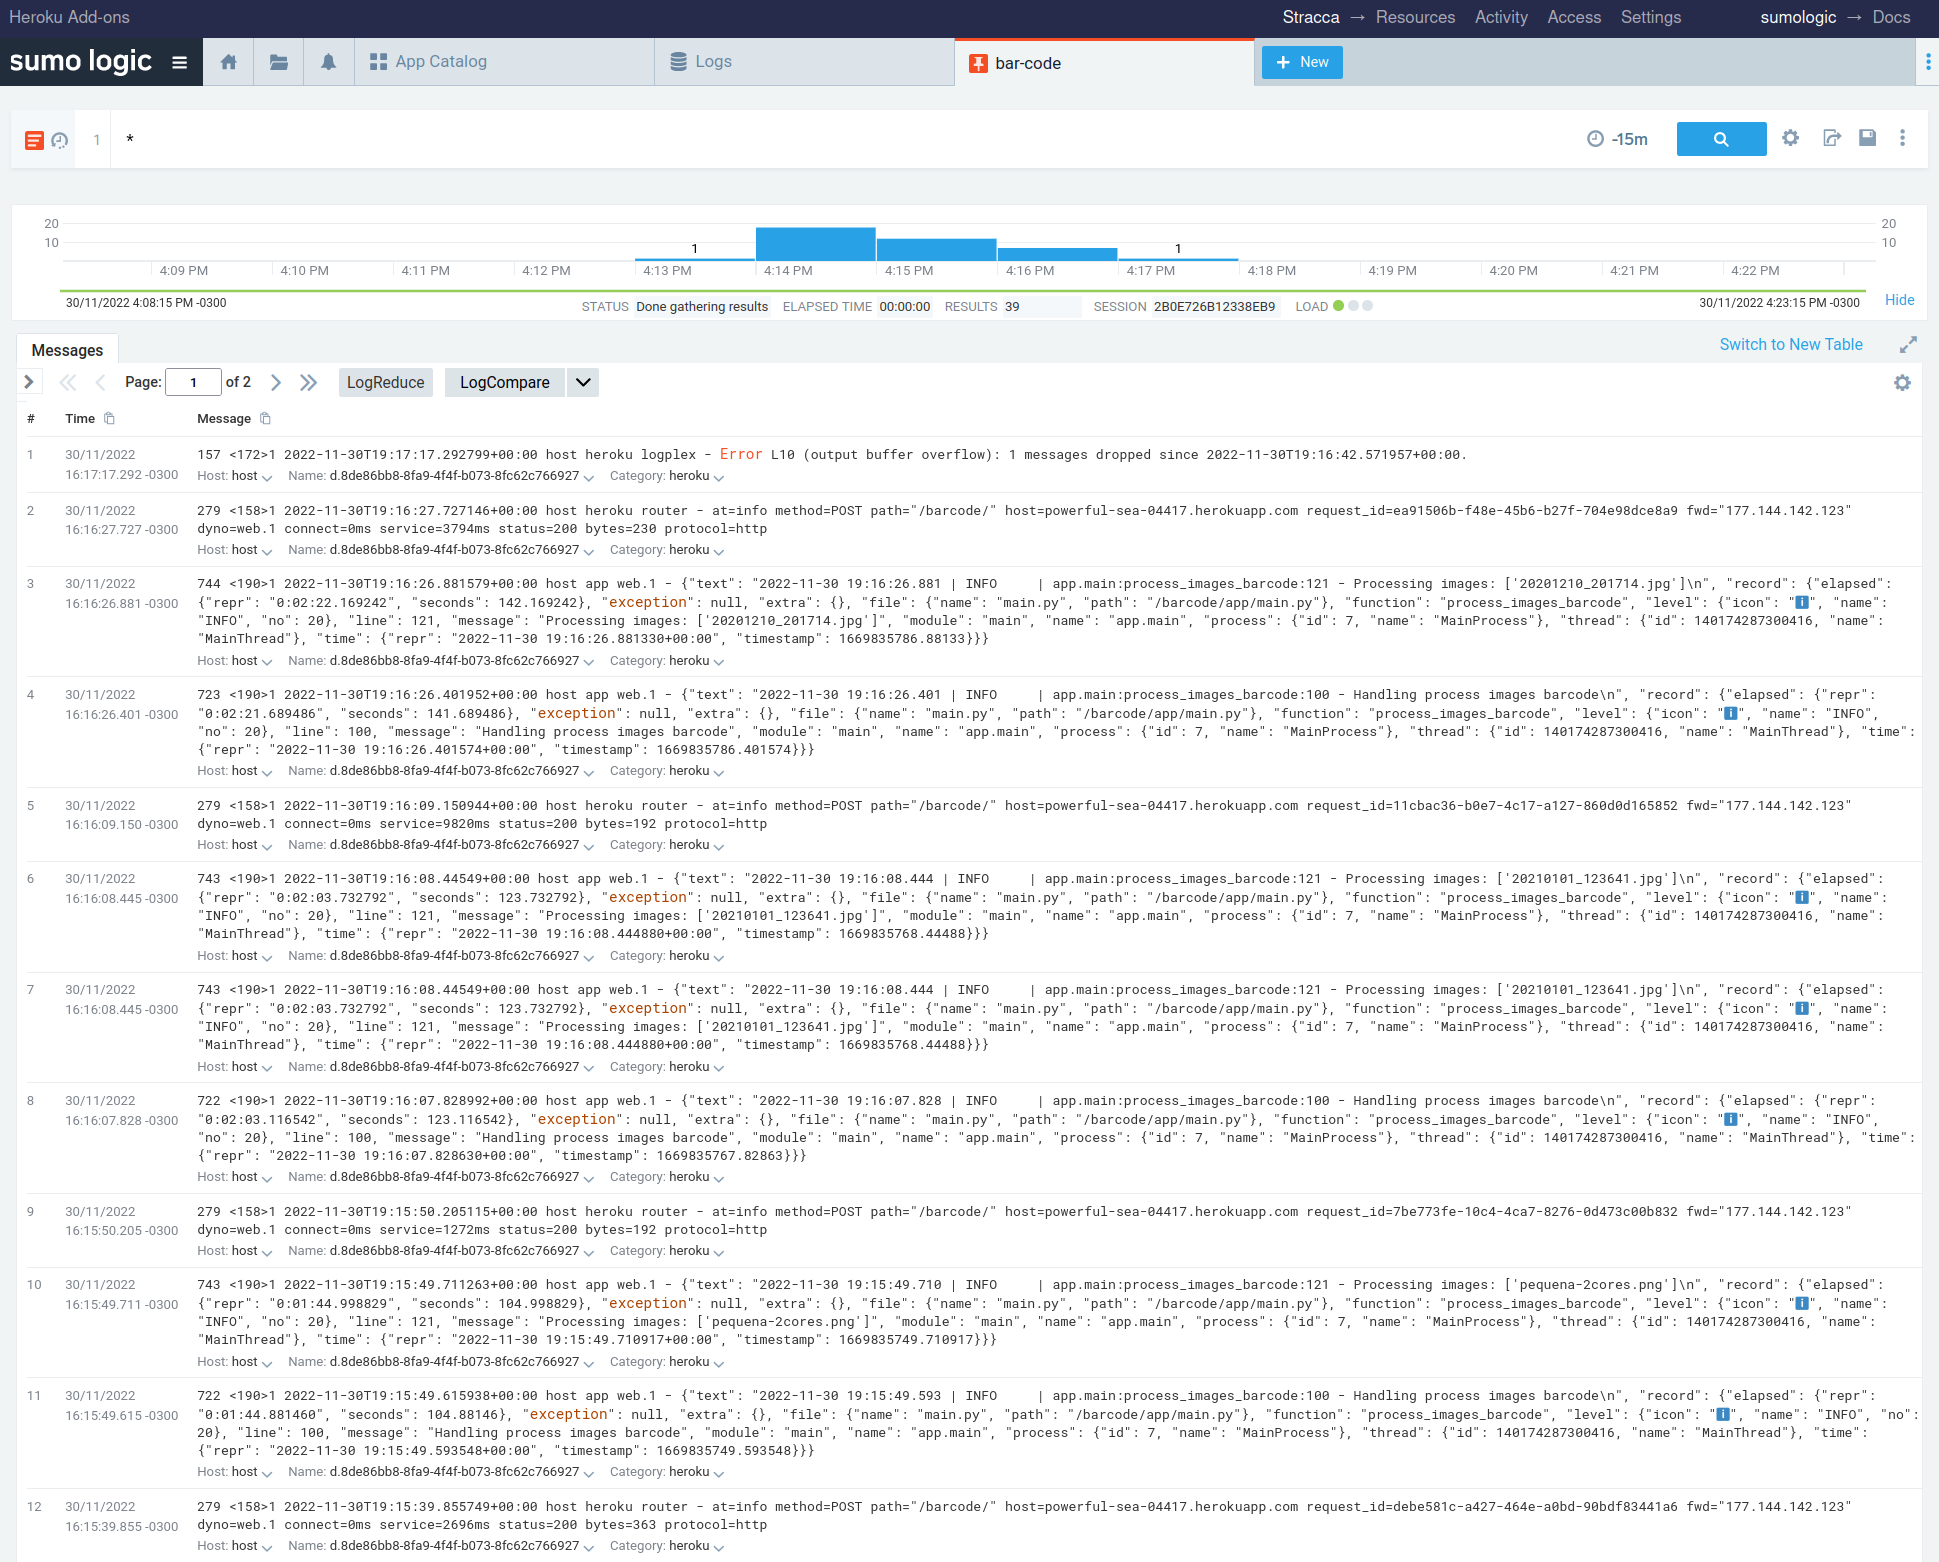 Heroku Add-ons
Stracca → Resources Activity Access Settings sumologic → Docs
sumo logic App Catalog Logs bar-code + New
1 * -15m
20 20
10 1 1 10
4:09 PM 4:10 PM 4:11 PM 4:12 PM 4:13 PM 4:14 PM 4:15 PM 4:16 PM 4:17 PM 4:18 PM 4:19 PM 4:20 PM 4:21 PM 4:22 PM
30/11/2022 4:08:15 PM -0300 STATUS Done gathering results ELAPSED TIME 00:00:00 RESULTS 39 SESSION 2B0E726B12338EB9 LOAD 30/11/2022 4:23:15 PM -0300 Hide
Messages Switch to New Table
Page: 1 of 2 LogReduce LogCompare
# Time Message
1 30/11/2022 157 <172>1 2022-11-30T19:17:17.292799+00:00 host heroku logplex - Error L10 (output buffer overflow): 1 messages dropped since 2022-11-30T19:16:42.571957+00:00.
16:17:17.292 -0300 Host: host Name: d.8de86bb8-8fa9-4f4f-b073-8fc62c766927 Category: heroku
2 30/11/2022 279 <158>1 2022-11-30T19:16:27.727146+00:00 host heroku router - at=info method=POST path="/barcode/" host=powerful-sea-04417.herokuapp.com request_id=ea91506b-f48e-45b6-b27f-704e98dce8a9 fwd="177.144.142.123"
16:16:27.727 -0300 dyno=web.1 connect=0ms service=3794ms status=200 bytes=230 protocol=http
Host: host Name: d.8de86bb8-8fa9-4f4f-b073-8fc62c766927 Category: heroku
3 30/11/2022 744 <190>1 2022-11-30T19:16:26.881579+00:00 host app web.1 - {"text": "2022-11-30 19:16:26.881 | INFO | app.main:process_images_barcode:121 - Processing images: ['20201210_201714.jpg']\n", "record": {"elapsed":
16:16:26.881 -0300 {"repr": "0:02:22.169242", "seconds": 142.169242}, "exception": null, "extra": {}, "file": {"name": "main.py", "path": "/barcode/app/main.py"}, "function": "process_images_barcode", "level": {"icon": "ℹ️", "name":
"INFO", "no": 20}, "line": 121, "message": "Processing images: ['20201210_201714.jpg']", "module": "main", "name": "app.main", "process": {"id": 7, "name": "MainProcess"}, "thread": {"id": 140174287300416, "name":
"MainThread"}, "time": {"repr": "2022-11-30 19:16:26.881330+00:00", "timestamp": 1669835786.88133}}}
Host: host Name: d.8de86bb8-8fa9-4f4f-b073-8fc62c766927 Category: heroku
4 30/11/2022 723 <190>1 2022-11-30T19:16:26.401952+00:00 host app web.1 - {"text": "2022-11-30 19:16:26.401 | INFO | app.main:process_images_barcode:100 - Handling process images barcode\n", "record": {"elapsed": {"repr":
16:16:26.401 -0300 "0:02:21.689486", "seconds": 141.689486}, "exception": null, "extra": {}, "file": {"name": "main.py", "path": "/barcode/app/main.py"}, "function": "process_images_barcode", "level": {"icon": "ℹ️", "name": "INFO",
"no": 20}, "line": 100, "message": "Handling process images barcode", "module": "main", "name": "app.main", "process": {"id": 7, "name": "MainProcess"}, "thread": {"id": 140174287300416, "name": "MainThread"}, "time":
{"repr": "2022-11-30 19:16:26.401574+00:00", "timestamp": 1669835786.401574}}}
Host: host Name: d.8de86bb8-8fa9-4f4f-b073-8fc62c766927 Category: heroku
5 30/11/2022 279 <158>1 2022-11-30T19:16:09.150944+00:00 host heroku router - at=info method=POST path="/barcode/" host=powerful-sea-04417.herokuapp.com request_id=11cbac36-b0e7-4c17-a127-860d0d165852 fwd="177.144.142.123"
16:16:09.150 -0300 dyno=web.1 connect=0ms service=9820ms status=200 bytes=192 protocol=http
Host: host Name: d.8de86bb8-8fa9-4f4f-b073-8fc62c766927 Category: heroku
6 30/11/2022 743 <190>1 2022-11-30T19:16:08.44549+00:00 host app web.1 - {"text": "2022-11-30 19:16:08.444 | INFO | app.main:process_images_barcode:121 - Processing images: ['20210101_123641.jpg']\n", "record": {"elapsed":
16:16:08.445 -0300 {"repr": "0:02:03.732792", "seconds": 123.732792}, "exception": null, "extra": {}, "file": {"name": "main.py", "path": "/barcode/app/main.py"}, "function": "process_images_barcode", "level": {"icon": "ℹ️", "name":
"INFO", "no": 20}, "line": 121, "message": "Processing images: ['20210101_123641.jpg']", "module": "main", "name": "app.main", "process": {"id": 7, "name": "MainProcess"}, "thread": {"id": 140174287300416, "name":
"MainThread"}, "time": {"repr": "2022-11-30 19:16:08.444880+00:00", "timestamp": 1669835768.44488}}}
Host: host Name: d.8de86bb8-8fa9-4f4f-b073-8fc62c766927 Category: heroku
7 30/11/2022 743 <190>1 2022-11-30T19:16:08.44549+00:00 host app web.1 - {"text": "2022-11-30 19:16:08.444 | INFO | app.main:process_images_barcode:121 - Processing images: ['20210101_123641.jpg']\n", "record": {"elapsed":
16:16:08.445 -0300 {"repr": "0:02:03.732792", "seconds": 123.732792}, "exception": null, "extra": {}, "file": {"name": "main.py", "path": "/barcode/app/main.py"}, "function": "process_images_barcode", "level": {"icon": "ℹ️", "name":
"INFO", "no": 20}, "line": 121, "message": "Processing images: ['20210101_123641.jpg']", "module": "main", "name": "app.main", "process": {"id": 7, "name": "MainProcess"}, "thread": {"id": 140174287300416, "name":
"MainThread"}, "time": {"repr": "2022-11-30 19:16:08.444880+00:00", "timestamp": 1669835768.44488}}}
Host: host Name: d.8de86bb8-8fa9-4f4f-b073-8fc62c766927 Category: heroku
8 30/11/2022 722 <190>1 2022-11-30T19:16:07.828992+00:00 host app web.1 - {"text": "2022-11-30 19:16:07.828 | INFO | app.main:process_images_barcode:100 - Handling process images barcode\n", "record": {"elapsed": {"repr":
16:16:07.828 -0300 "0:02:03.116542", "seconds": 123.116542}, "exception": null, "extra": {}, "file": {"name": "main.py", "path": "/barcode/app/main.py"}, "function": "process_images_barcode", "level": {"icon": "ℹ️", "name": "INFO",
"no": 20}, "line": 100, "message": "Handling process images barcode", "module": "main", "name": "app.main", "process": {"id": 7, "name": "MainProcess"}, "thread": {"id": 140174287300416, "name": "MainThread"}, "time":
{"repr": "2022-11-30 19:16:07.828630+00:00", "timestamp": 1669835767.82863}}}
Host: host Name: d.8de86bb8-8fa9-4f4f-b073-8fc62c766927 Category: heroku
9 30/11/2022 279 <158>1 2022-11-30T19:15:50.205115+00:00 host heroku router - at=info method=POST path="/barcode/" host=powerful-sea-04417.herokuapp.com request_id=7be773fe-10c4-4ca7-8276-0d473c00b832 fwd="177.144.142.123"
16:15:50.205 -0300 dyno=web.1 connect=0ms service=1272ms status=200 bytes=192 protocol=http
Host: host Name: d.8de86bb8-8fa9-4f4f-b073-8fc62c766927 Category: heroku
10 30/11/2022 743 <190>1 2022-11-30T19:15:49.711263+00:00 host app web.1 - {"text": "2022-11-30 19:15:49.710 | INFO | app.main:process_images_barcode:121 - Processing images: ['pequena-2cores.png']\n", "record": {"elapsed":
16:15:49.711 -0300 {"repr": "0:01:44.998829", "seconds": 104.998829}, "exception": null, "extra": {}, "file": {"name": "main.py", "path": "/barcode/app/main.py"}, "function": "process_images_barcode", "level": {"icon": "ℹ️", "name":
"INFO", "no": 20}, "line": 121, "message": "Processing images: ['pequena-2cores.png']", "module": "main", "name": "app.main", "process": {"id": 7, "name": "MainProcess"}, "thread": {"id": 140174287300416, "name":
"MainThread"}, "time": {"repr": "2022-11-30 19:15:49.710917+00:00", "timestamp": 1669835749.710917}}}
Host: host Name: d.8de86bb8-8fa9-4f4f-b073-8fc62c766927 Category: heroku
11 30/11/2022 722 <190>1 2022-11-30T19:15:49.615938+00:00 host app web.1 - {"text": "2022-11-30 19:15:49.593 | INFO | app.main:process_images_barcode:100 - Handling process images barcode\n", "record": {"elapsed": {"repr":
16:15:49.615 -0300 "0:01:44.881460", "seconds": 104.88146}, "exception": null, "extra": {}, "file": {"name": "main.py", "path": "/barcode/app/main.py"}, "function": "process_images_barcode", "level": {"icon": "ℹ️", "name": "INFO", "no":
20}, "line": 100, "message": "Handling process images barcode", "module": "main", "name": "app.main", "process": {"id": 7, "name": "MainProcess"}, "thread": {"id": 140174287300416, "name": "MainThread"}, "time":
{"repr": "2022-11-30 19:15:49.593548+00:00", "timestamp": 1669835749.593548}}}
Host: host Name: d.8de86bb8-8fa9-4f4f-b073-8fc62c766927 Category: heroku
12 30/11/2022 279 <158>1 2022-11-30T19:15:39.855749+00:00 host heroku router - at=info method=POST path="/barcode/" host=powerful-sea-04417.herokuapp.com request_id=debe581c-a427-464e-a0bd-90bdf83441a6 fwd="177.144.142.123"
16:15:39.855 -0300 dyno=web.1 connect=0ms service=2696ms status=200 bytes=363 protocol=http
Host: host Name: d.8de86bb8-8fa9-4f4f-b073-8fc62c766927 Category: heroku